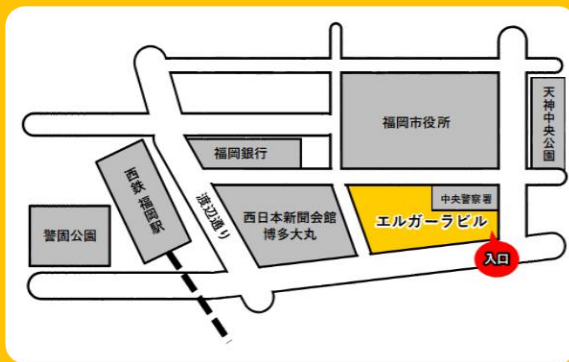 福岡市役所
天神中央公園
福岡銀行
西鉄 福岡駅
渡辺通り
中央警察署
西日本新聞会館
博多大丸
エルガーラビル
警固公園
入口